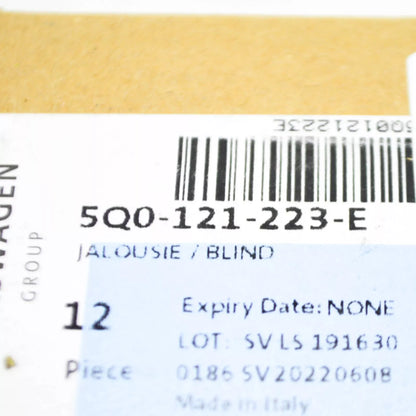 5Q0121223E
5Q0-121-223-E
JALOUSIE / BLIND
12
Expiry Date: NONE
LOT: SV LS 191630
Piece
0186 SV20220608
Made in Italy
WAGEN
GROUP